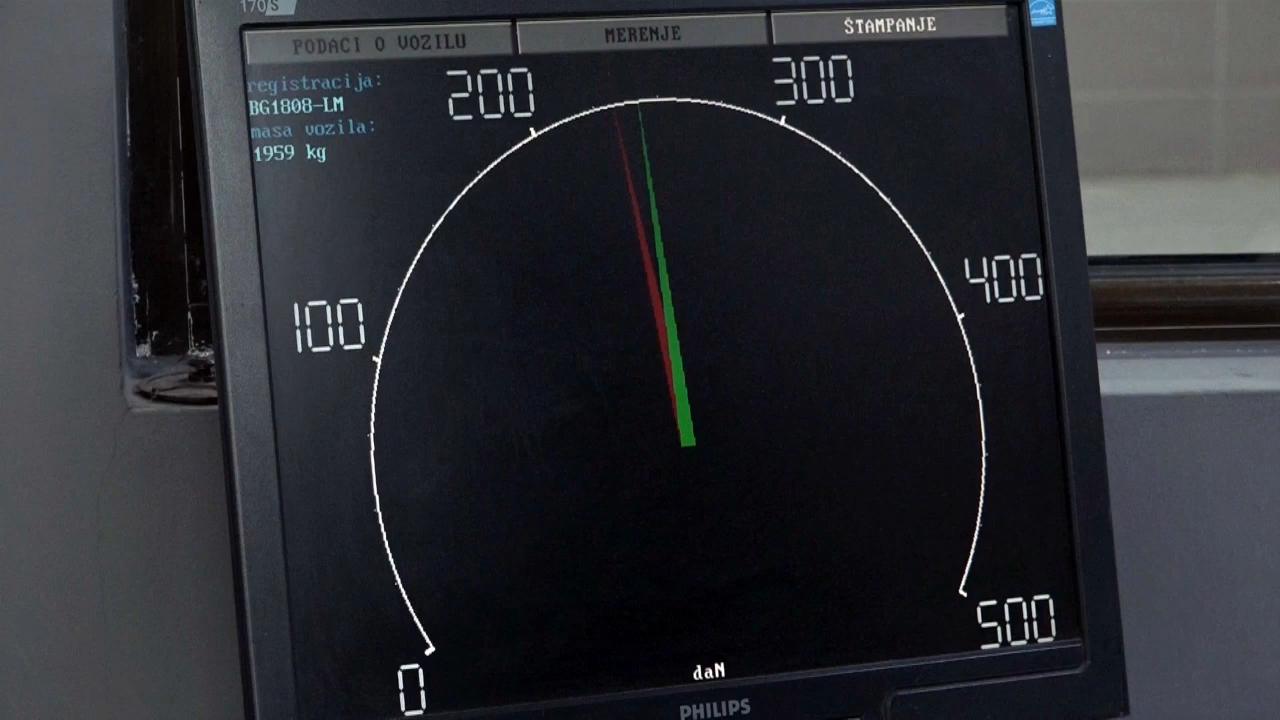 170S
PODACI O VOZILU
MERENJE
ŠTAMPANJE
registracija:
BG1808-LM
masa vozila:
1959 kg
200
300
100
400
0
500
daN
PHILIPS